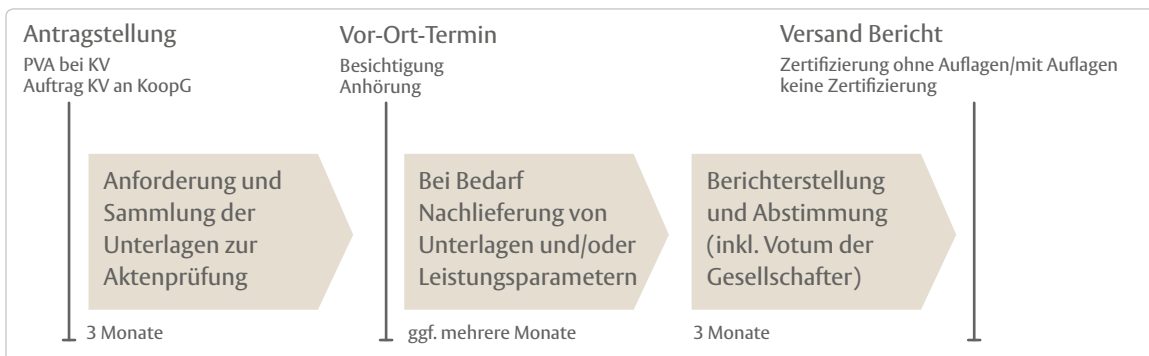 Antragstellung
PVA bei KV
Auftrag KV an KoopG
Vor-Ort-Termin
Besichtigung
Anhörung
Versand Bericht
Zertifizierung ohne Auflagen/mit Auflagen
keine Zertifizierung
Anforderung und
Sammlung der
Unterlagen zur
Aktenprüfung
Bei Bedarf
Nachlieferung von
Unterlagen und/oder
Leistungsparametern
Berichterstellung
und Abstimmung
(inkl. Votum der
Gesellschafter)
3 Monate
ggf. mehrere Monate
3 Monate